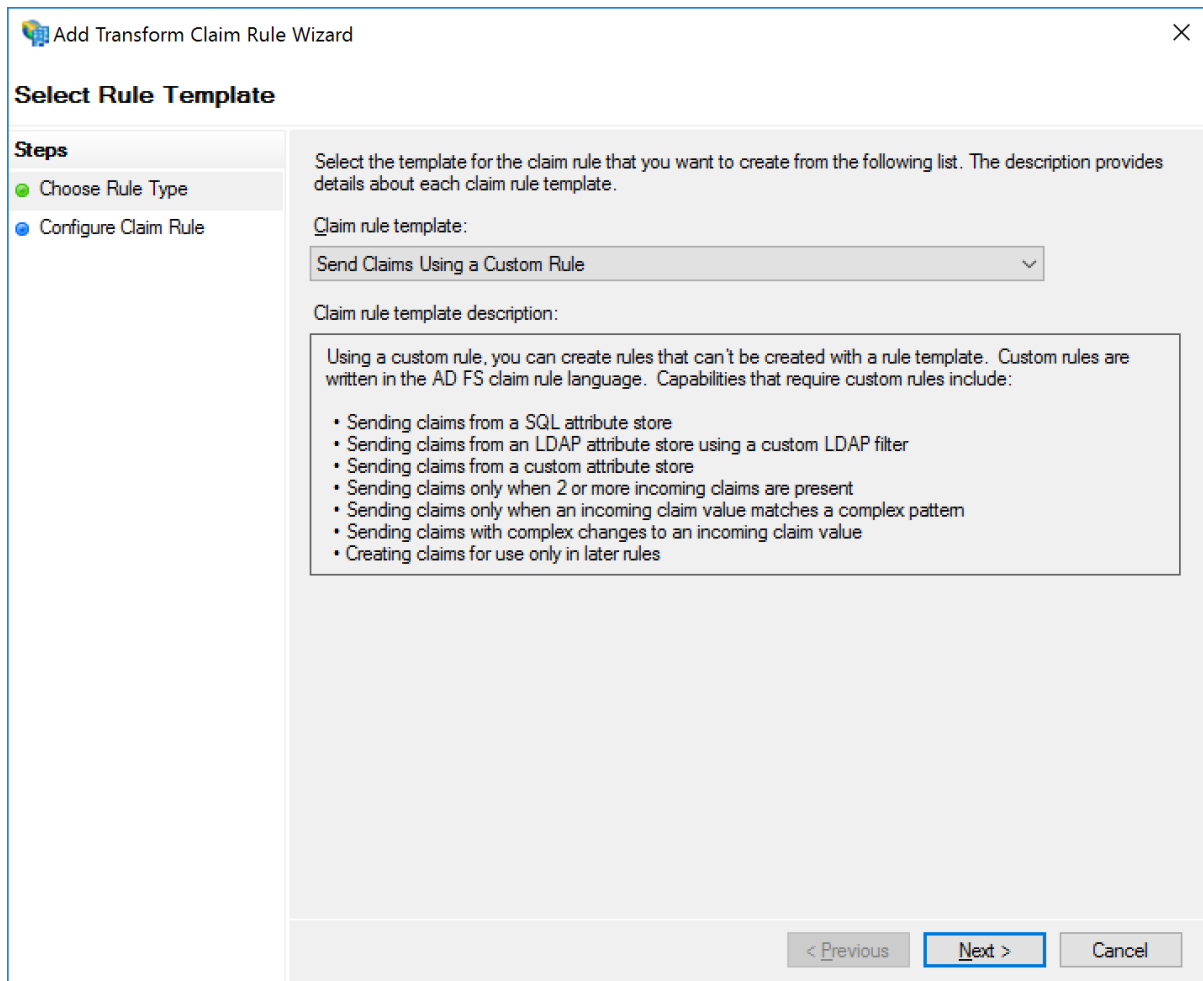 Add Transform Claim Rule Wizard
Select Rule Template
Steps
Choose Rule Type
Configure Claim Rule
Select the template for the claim rule that you want to create from the following list. The description provides
details about each claim rule template.
Claim rule template:
Send Claims Using a Custom Rule
Claim rule template description:
Using a custom rule, you can create rules that can't be created with a rule template. Custom rules are
written in the AD FS claim rule language. Capabilities that require custom rules include:
• Sending claims from a SQL attribute store
• Sending claims from an LDAP attribute store using a custom LDAP filter
• Sending claims from a custom attribute store
• Sending claims only when 2 or more incoming claims are present
• Sending claims only when an incoming claim value matches a complex pattern
• Sending claims with complex changes to an incoming claim value
• Creating claims for use only in later rules
< Previous
Next >
Cancel